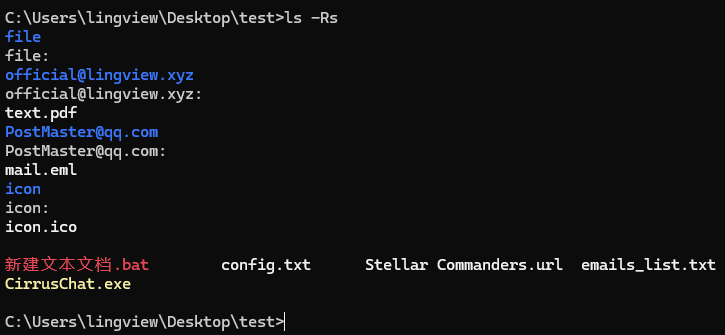 C:\Users\lingview\Desktop\test>ls -Rs
file
file:
official@lingview.xyz
official@lingview.xyz:
text.pdf
PostMaster@qq.com
PostMaster@qq.com:
mail.eml
icon
icon:
icon.ico
新建文本文档.bat config.txt Stellar Commanders.url emails_list.txt
CirrusChat.exe
C:\Users\lingview\Desktop\test>